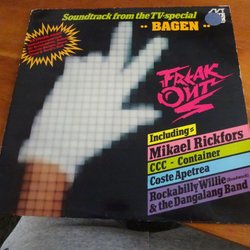 Soundtrack from the TV-special
" BAGEN "
FREAK
OUT
Including:
Mikael Rickfors
CCC - Container
Coste Apetrea
Rockabilly Willie
& the Dangalang Band